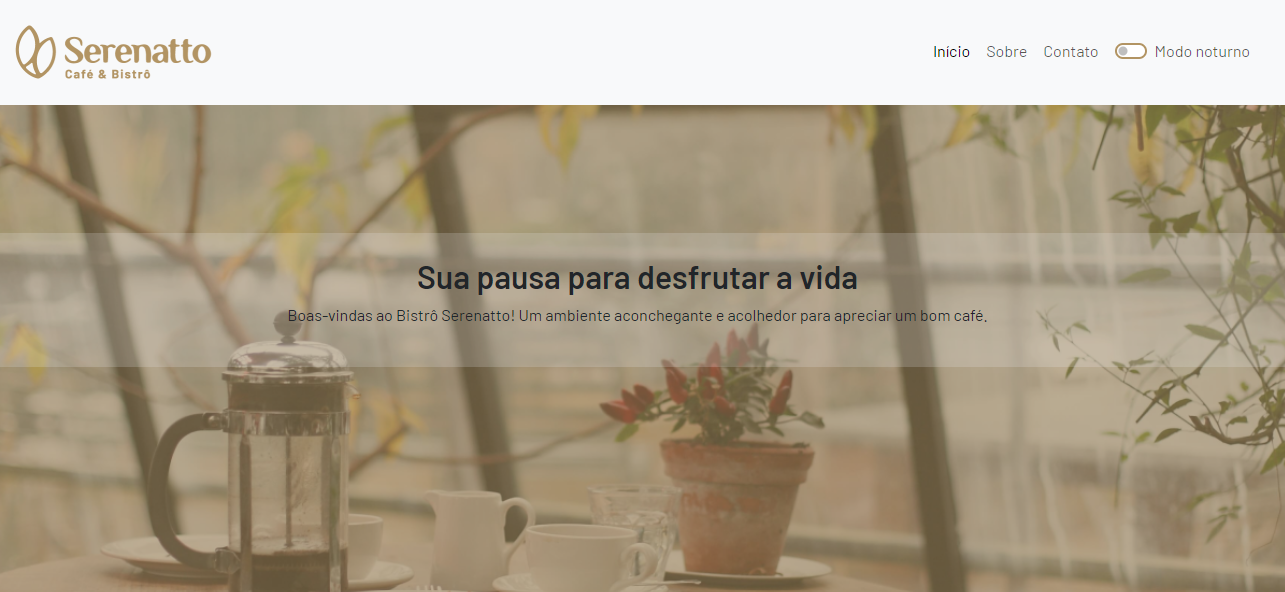 Serenatto
Café & Bistrô
Início Sobre Contato Modo noturno
Sua pausa para desfrutar a vida
Boas-vindas ao Bistrô Serenatto! Um ambiente aconchegante e acolhedor para apreciar um bom café.